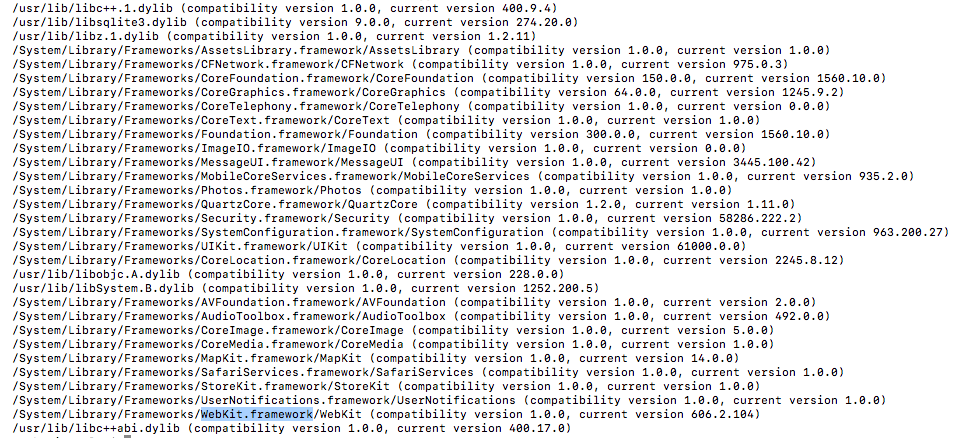 /usr/lib/libc++.1.dylib (compatibility version 1.0.0, current version 400.9.4)
/usr/lib/libsqlite3.dylib (compatibility version 9.0.0, current version 274.20.0)
/usr/lib/libz.1.dylib (compatibility version 1.0.0, current version 1.2.11)
/System/Library/Frameworks/AssetsLibrary.framework/AssetsLibrary (compatibility version 1.0.0, current version 1.0.0)
/System/Library/Frameworks/CFNetwork.framework/CFNetwork (compatibility version 1.0.0, current version 975.0.3)
/System/Library/Frameworks/CoreFoundation.framework/CoreFoundation (compatibility version 150.0.0, current version 1560.10.0)
/System/Library/Frameworks/CoreGraphics.framework/CoreGraphics (compatibility version 64.0.0, current version 1245.9.2)
/System/Library/Frameworks/CoreTelephony.framework/CoreTelephony (compatibility version 1.0.0, current version 0.0.0)
/System/Library/Frameworks/CoreText.framework/CoreText (compatibility version 1.0.0, current version 1.0.0)
/System/Library/Frameworks/Foundation.framework/Foundation (compatibility version 300.0.0, current version 1560.10.0)
/System/Library/Frameworks/ImageIO.framework/ImageIO (compatibility version 1.0.0, current version 0.0.0)
/System/Library/Frameworks/MessageUI.framework/MessageUI (compatibility version 1.0.0, current version 3445.100.42)
/System/Library/Frameworks/MobileCoreServices.framework/MobileCoreServices (compatibility version 1.0.0, current version 935.2.0)
/System/Library/Frameworks/Photos.framework/Photos (compatibility version 1.0.0, current version 1.0.0)
/System/Library/Frameworks/QuartzCore.framework/QuartzCore (compatibility version 1.2.0, current version 1.11.0)
/System/Library/Frameworks/Security.framework/Security (compatibility version 1.0.0, current version 58286.222.2)
/System/Library/Frameworks/SystemConfiguration.framework/SystemConfiguration (compatibility version 1.0.0, current version 963.200.27)
/System/Library/Frameworks/UIKit.framework/UIKit (compatibility version 1.0.0, current version 61000.0.0)
/System/Library/Frameworks/CoreLocation.framework/CoreLocation (compatibility version 1.0.0, current version 2245.8.12)
/usr/lib/libobjc.A.dylib (compatibility version 1.0.0, current version 228.0.0)
/usr/lib/libSystem.B.dylib (compatibility version 1.0.0, current version 1252.200.5)
/System/Library/Frameworks/AVFoundation.framework/AVFoundation (compatibility version 1.0.0, current version 2.0.0)
/System/Library/Frameworks/AudioToolbox.framework/AudioToolbox (compatibility version 1.0.0, current version 492.0.0)
/System/Library/Frameworks/CoreImage.framework/CoreImage (compatibility version 1.0.0, current version 5.0.0)
/System/Library/Frameworks/CoreMedia.framework/CoreMedia (compatibility version 1.0.0, current version 1.0.0)
/System/Library/Frameworks/MapKit.framework/MapKit (compatibility version 1.0.0, current version 14.0.0)
/System/Library/Frameworks/SafariServices.framework/SafariServices (compatibility version 1.0.0, current version 1.0.0)
/System/Library/Frameworks/StoreKit.framework/StoreKit (compatibility version 1.0.0, current version 1.0.0)
/System/Library/Frameworks/UserNotifications.framework/UserNotifications (compatibility version 1.0.0, current version 1.0.0)
/System/Library/Frameworks/WebKit.framework/WebKit (compatibility version 1.0.0, current version 606.2.104)
/usr/lib/libc++abi.dylib (compatibility version 1.0.0, current version 400.17.0)